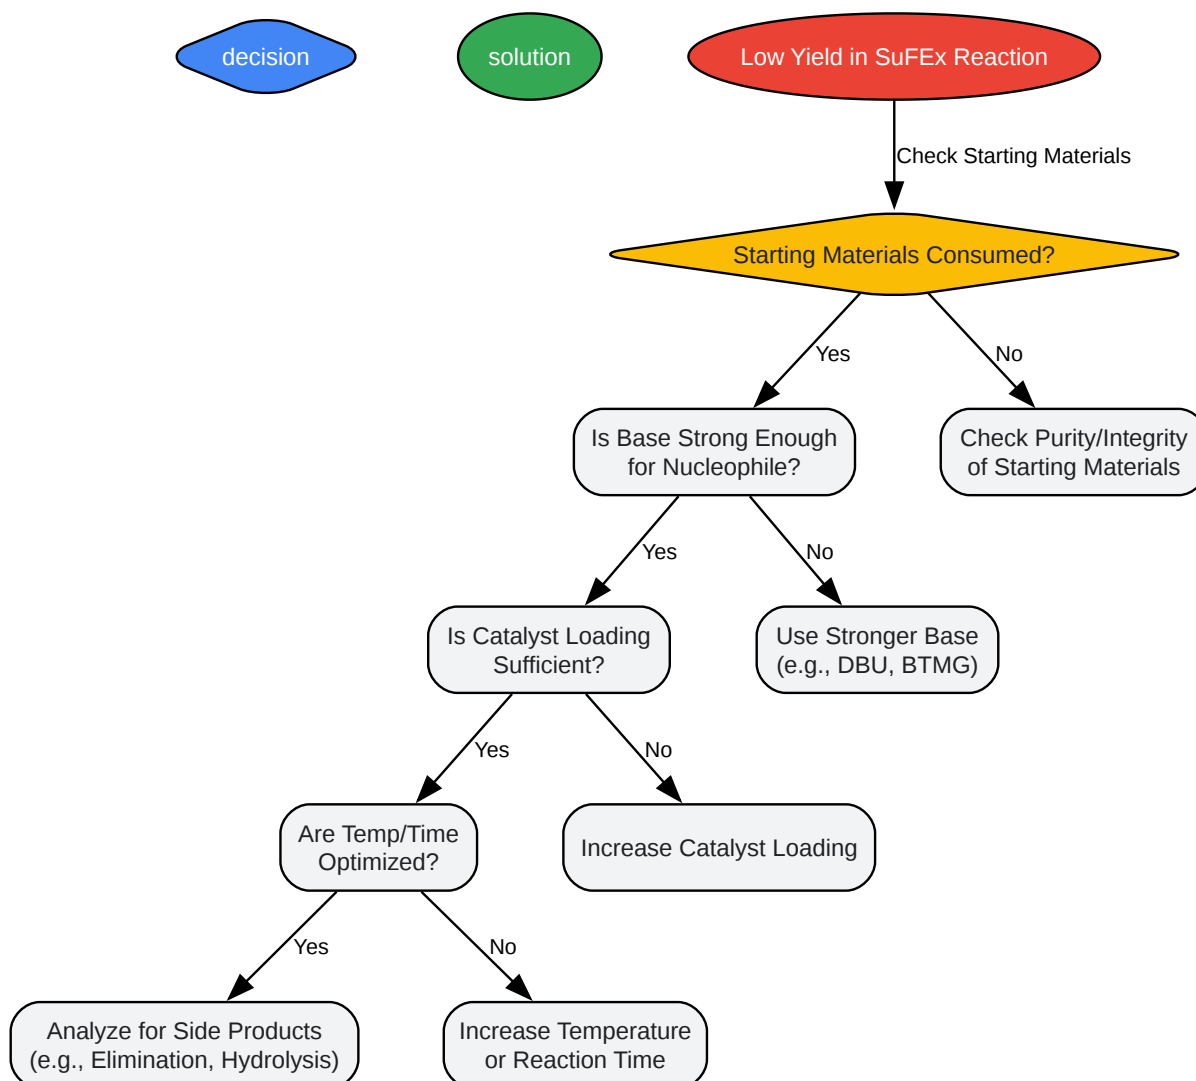 decision
solution
Low Yield in SuFEx Reaction
Check Starting Materials
Starting Materials Consumed?
Yes
No
Is Base Strong Enough
for Nucleophile?
Check Purity/Integrity
of Starting Materials
Yes
No
Is Catalyst Loading
Sufficient?
Use Stronger Base
(e.g., DBU, BTMG)
Yes
No
Are Temp/Time
Optimized?
Increase Catalyst Loading
Yes
No
Analyze for Side Products
(e.g., Elimination, Hydrolysis)
Increase Temperature
or Reaction Time